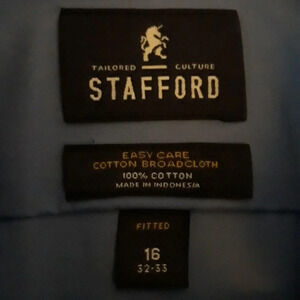 TAILORED CULTURE
STAFFORD
EASY CARE
COTTON BROADCLOTH
100% COTTON
MADE IN INDONESIA
FITTED
16
32-33